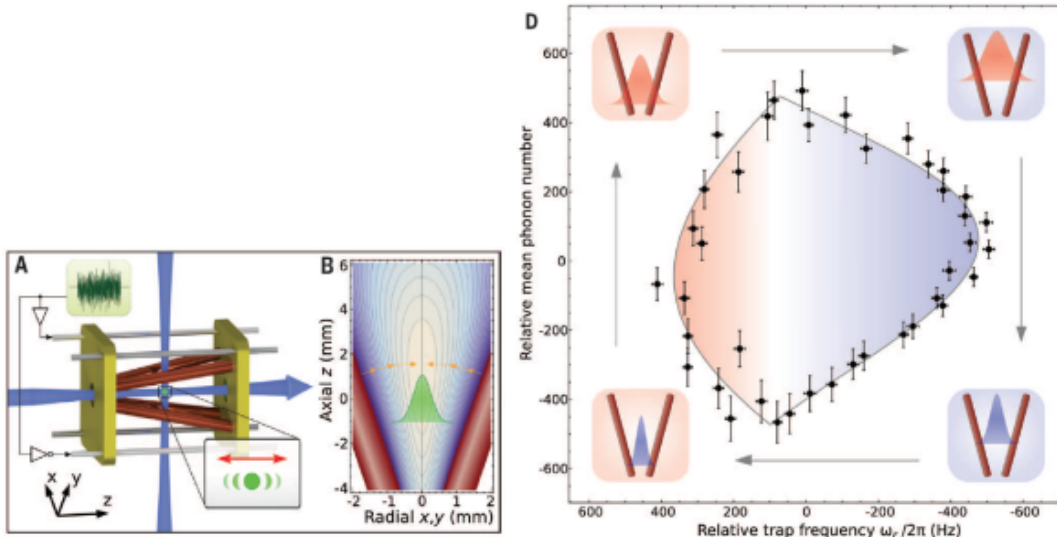 A
x
y
z
B
Axial z (mm)
6
4
2
0
-2
-4
-2 -1 0 1 2
Radial x,y (mm)
D
Relative mean phonon number
600
400
200
0
-200
-400
-600
600 400 200 0 -200 -400 -600
Relative trap frequency ωr/2π (Hz)